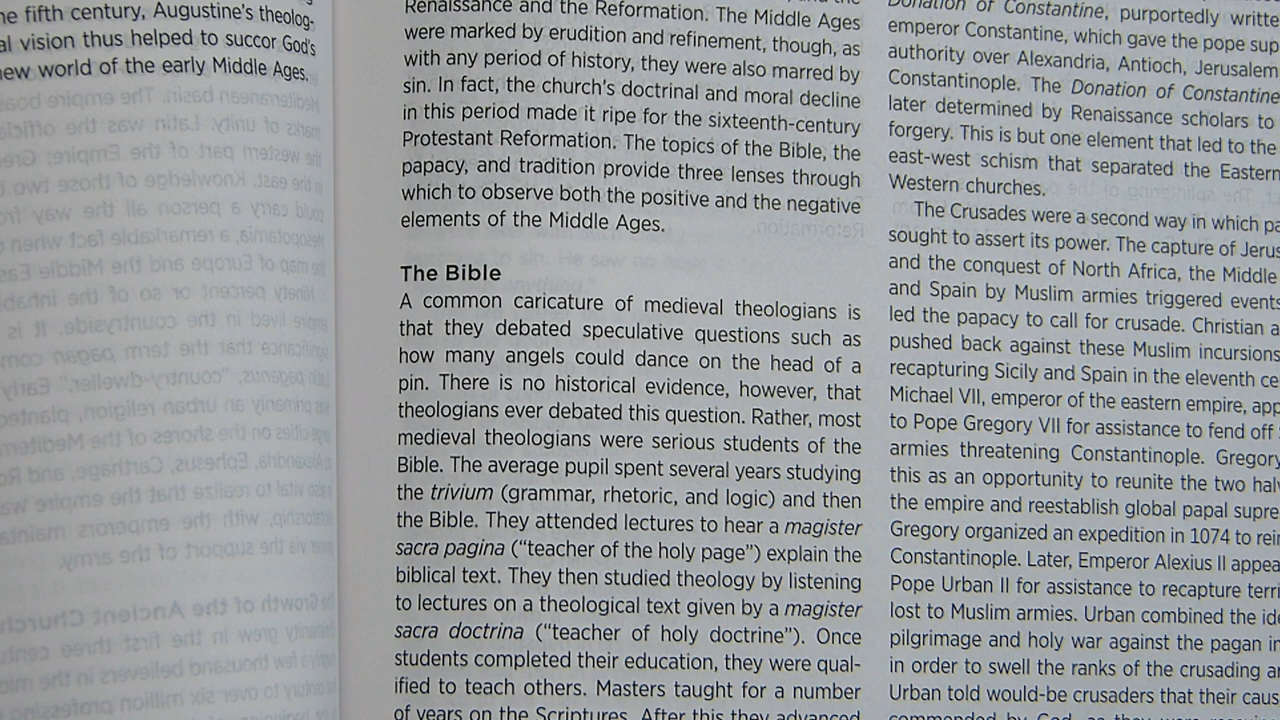 he fifth century, Augustine's theolog-
al vision thus helped to succor God's
new world of the early Middle Ages.
Renaissance and the Reformation. The Middle Ages
were marked by erudition and refinement, though, as
with any period of history, they were also marred by
sin. In fact, the church's doctrinal and moral decline
in this period made it ripe for the sixteenth-century
Protestant Reformation. The topics of the Bible, the
papacy, and tradition provide three lenses through
which to observe both the positive and the negative
elements of the Middle Ages.
The Bible
A common caricature of medieval theologians is
that they debated speculative questions such as
how many angels could dance on the head of a
pin. There is no historical evidence, however, that
theologians ever debated this question. Rather, most
medieval theologians were serious students of the
Bible. The average pupil spent several years studying
the trivium (grammar, rhetoric, and logic) and then
the Bible. They attended lectures to hear a magister
sacra pagina (“teacher of the holy page”) explain the
biblical text. They then studied theology by listening
to lectures on a theological text given by a magister
sacra doctrina (“teacher of holy doctrine”). Once
students completed their education, they were qual-
ified to teach others. Masters taught for a number
of years on the Scriptures. After this they advanced
Donation of Constantine, purportedly writte
emperor Constantine, which gave the pope sup
authority over Alexandria, Antioch, Jerusalem
Constantinople. The Donation of Constantine
later determined by Renaissance scholars to
forgery. This is but one element that led to the
east-west schism that separated the Eastern
Western churches.
The Crusades were a second way in which pa
sought to assert its power. The capture of Jerus
and the conquest of North Africa, the Middle
and Spain by Muslim armies triggered events
led the papacy to call for crusade. Christian a
pushed back against these Muslim incursions
recapturing Sicily and Spain in the eleventh ce
Michael VII, emperor of the eastern empire, app
to Pope Gregory VII for assistance to fend off
armies threatening Constantinople. Gregory
this as an opportunity to reunite the two hal
the empire and reestablish global papal supre
Gregory organized an expedition in 1074 to rei
Constantinople. Later, Emperor Alexius II appea
Pope Urban II for assistance to recapture terri
lost to Muslim armies. Urban combined the ide
pilgrimage and holy war against the pagan in
in order to swell the ranks of the crusading a
Urban told would-be crusaders that their caus
commended by God, as they were